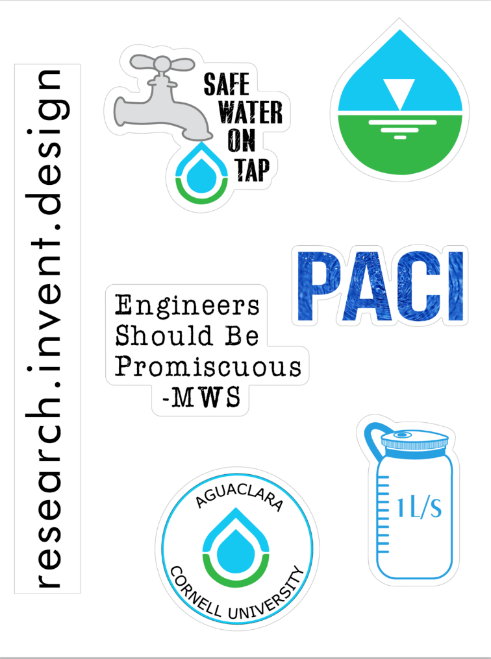 research.invent.design
SAFE
WATER
ON
TAP
PACI
Engineers
Should Be
Promiscuous
-MWS
1L/S
AGUACLARA
CORNELL UNIVERSITY